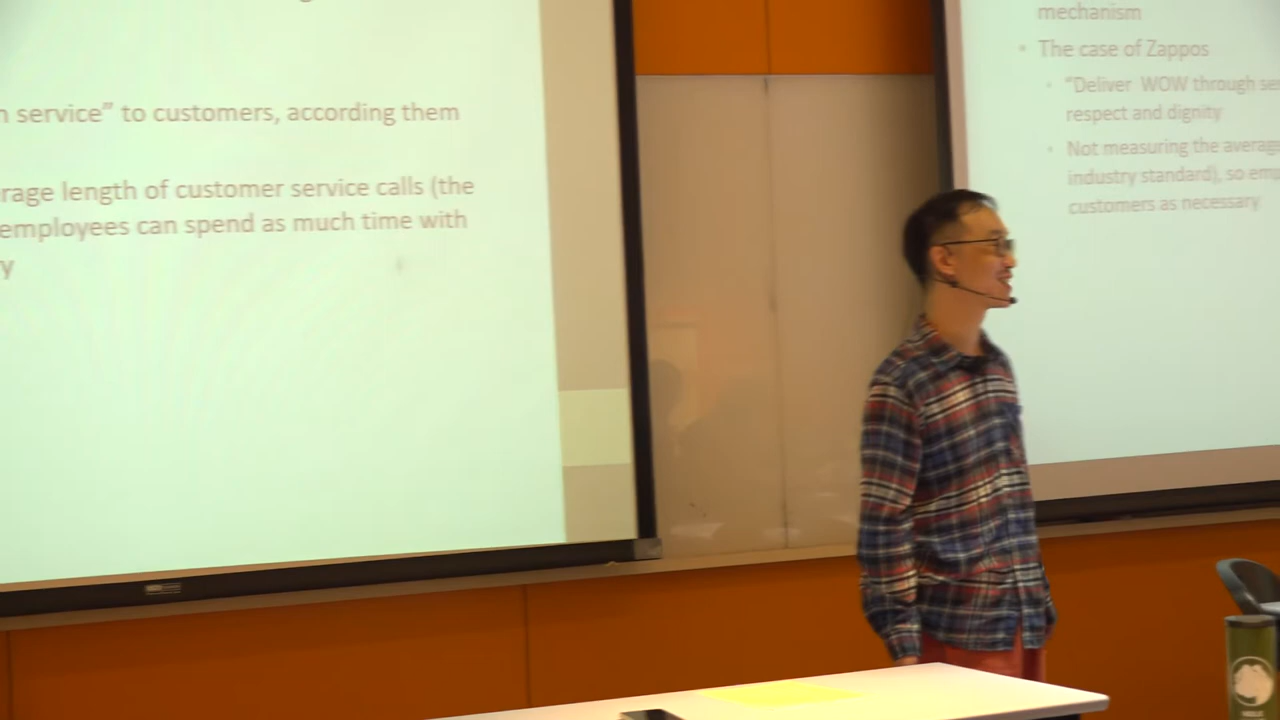 n service” to customers, according them
rage length of customer service calls (the
employees can spend as much time with
y
mechanism
• The case of Zappos
• “Deliver WOW through se
respect and dignity
• Not measuring the average
industry standard), so emp
customers as necessary